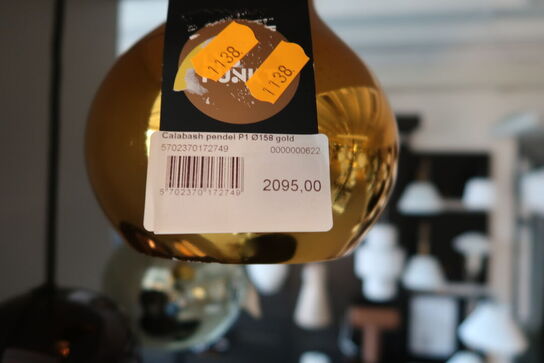 1138
1138
Calabash pendel P1 Ø158 gold
5702370172749 0000000622
5 702370 172749
2095,00